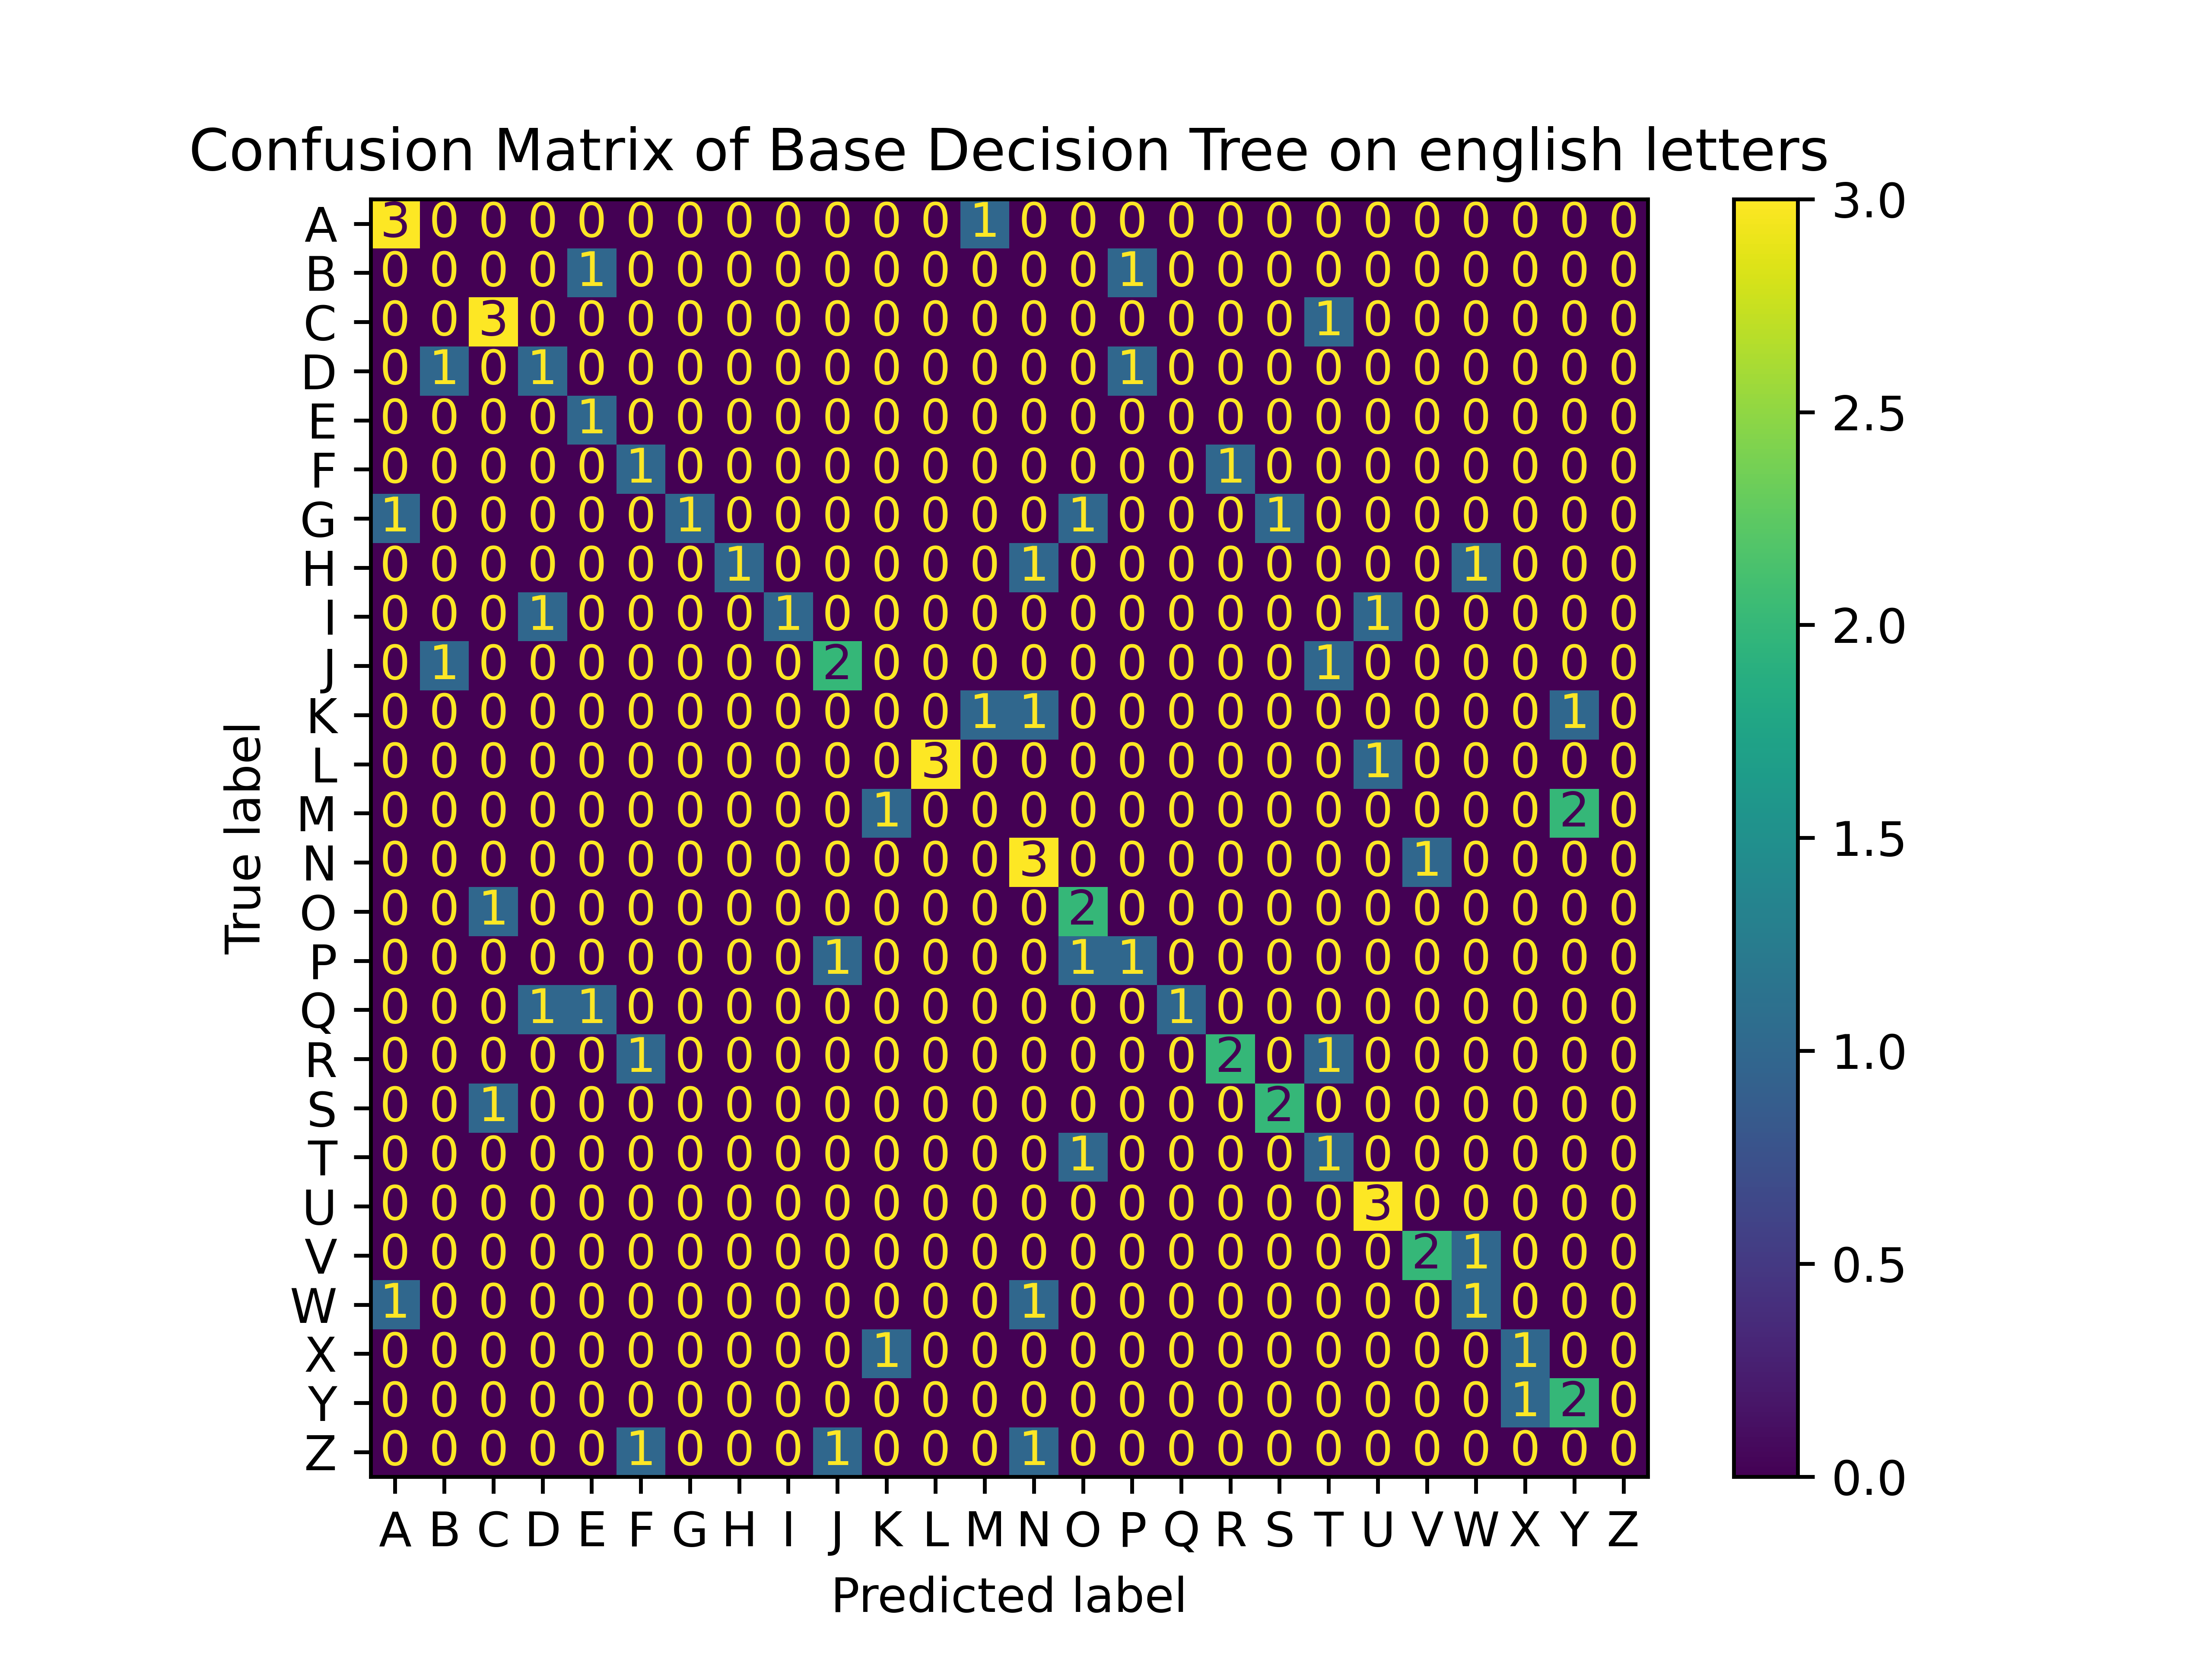 Confusion Matrix of Base Decision Tree on english letters
A 3 0 0 0 0 0 0 0 0 0 0 0 1 0 0 0 0 0 0 0 0 0 0 0 0 0 3.0
B 0 0 0 0 1 0 0 0 0 0 0 0 0 0 0 1 0 0 0 0 0 0 0 0 0 0
C 0 0 3 0 0 0 0 0 0 0 0 0 0 0 0 0 0 0 0 1 0 0 0 0 0 0
D 0 1 0 1 0 0 0 0 0 0 0 0 0 0 0 1 0 0 0 0 0 0 0 0 0 0
E 0 0 0 0 1 0 0 0 0 0 0 0 0 0 0 0 0 0 0 0 0 0 0 0 0 0 2.5
F 0 0 0 0 0 1 0 0 0 0 0 0 0 0 0 0 0 1 0 0 0 0 0 0 0 0
G 1 0 0 0 0 0 1 0 0 0 0 0 0 0 1 0 0 0 1 0 0 0 0 0 0 0
H 0 0 0 0 0 0 0 1 0 0 0 0 0 1 0 0 0 0 0 0 0 0 1 0 0 0
I 0 0 0 1 0 0 0 0 1 0 0 0 0 0 0 0 0 0 0 0 1 0 0 0 0 0 2.0
J 0 1 0 0 0 0 0 0 0 2 0 0 0 0 0 0 0 0 0 1 0 0 0 0 0 0
K 0 0 0 0 0 0 0 0 0 0 0 0 1 1 0 0 0 0 0 0 0 0 0 0 1 0
L 0 0 0 0 0 0 0 0 0 0 0 3 0 0 0 0 0 0 0 0 1 0 0 0 0 0
True label
M 0 0 0 0 0 0 0 0 0 0 1 0 0 0 0 0 0 0 0 0 0 0 0 0 2 0
1.5
N 0 0 0 0 0 0 0 0 0 0 0 0 0 3 0 0 0 0 0 0 0 1 0 0 0 0
O 0 0 1 0 0 0 0 0 0 0 0 0 0 0 2 0 0 0 0 0 0 0 0 0 0 0
P 0 0 0 0 0 0 0 0 0 1 0 0 0 0 1 1 0 0 0 0 0 0 0 0 0 0
Q 0 0 0 1 1 0 0 0 0 0 0 0 0 0 0 0 1 0 0 0 0 0 0 0 0 0
R 0 0 0 0 0 1 0 0 0 0 0 0 0 0 0 0 0 2 0 1 0 0 0 0 0 0 1.0
S 0 0 1 0 0 0 0 0 0 0 0 0 0 0 0 0 0 0 2 0 0 0 0 0 0 0
T 0 0 0 0 0 0 0 0 0 0 0 0 0 0 1 0 0 0 0 1 0 0 0 0 0 0
U 0 0 0 0 0 0 0 0 0 0 0 0 0 0 0 0 0 0 0 0 3 0 0 0 0 0
V 0 0 0 0 0 0 0 0 0 0 0 0 0 0 0 0 0 0 0 0 0 2 1 0 0 0 0.5
W 1 0 0 0 0 0 0 0 0 0 0 0 0 1 0 0 0 0 0 0 0 0 1 0 0 0
X 0 0 0 0 0 0 0 0 0 0 1 0 0 0 0 0 0 0 0 0 0 0 0 1 0 0
Y 0 0 0 0 0 0 0 0 0 0 0 0 0 0 0 0 0 0 0 0 0 0 0 1 2 0
Z 0 0 0 0 0 1 0 0 0 1 0 0 0 1 0 0 0 0 0 0 0 0 0 0 0 0 0.0
A B C D E F G H I J K L M N O P Q R S T U V W X Y Z
Predicted label